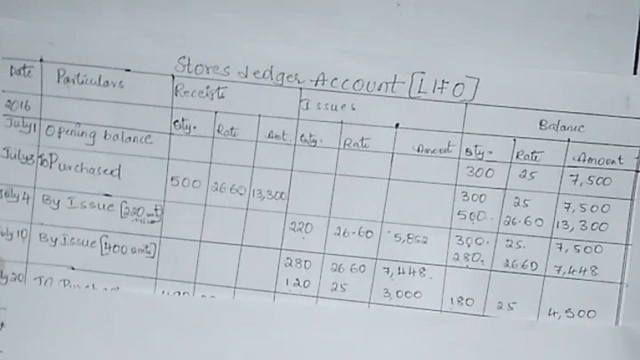 Stores Ledger Account [LIFO]
Date Particulars Receists Issues Balance
2016 Qty. Rate Amt Qty. Rate Amount Qty. Rate Amount
July 1 Opening balance 300 25 7,500
July 3 To Purchased 500 26.60 13,300 300 25 7,500
500. 26.60 13,300
July 4 By Issue [220 220 26.60 5,852 300. 25. 7,500
280. 26.60 7,448
By issue [400 units] 280 26.60 7,448.
120 25 3,000 180 25 4,500
20 To